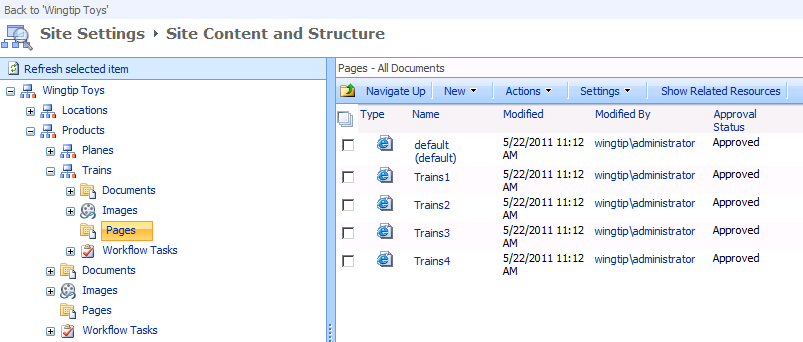 Back to 'Wingtip Toys'
Site Settings ▸ Site Content and Structure
Refresh selected item
Wingtip Toys
Locations
Products
Planes
Trains
Documents
Images
Pages
Workflow Tasks
Documents
Images
Pages
Workflow Tasks
Pages - All Documents
Navigate Up New Actions Settings Show Related Resources
Type Name Modified Modified By Approval
Status
default 5/22/2011 11:12 wingtip\administrator Approved
(default) AM
Trains1 5/22/2011 11:12 wingtip\administrator Approved
AM
Trains2 5/22/2011 11:12 wingtip\administrator Approved
AM
Trains3 5/22/2011 11:12 wingtip\administrator Approved
AM
Trains4 5/22/2011 11:12 wingtip\administrator Approved
AM